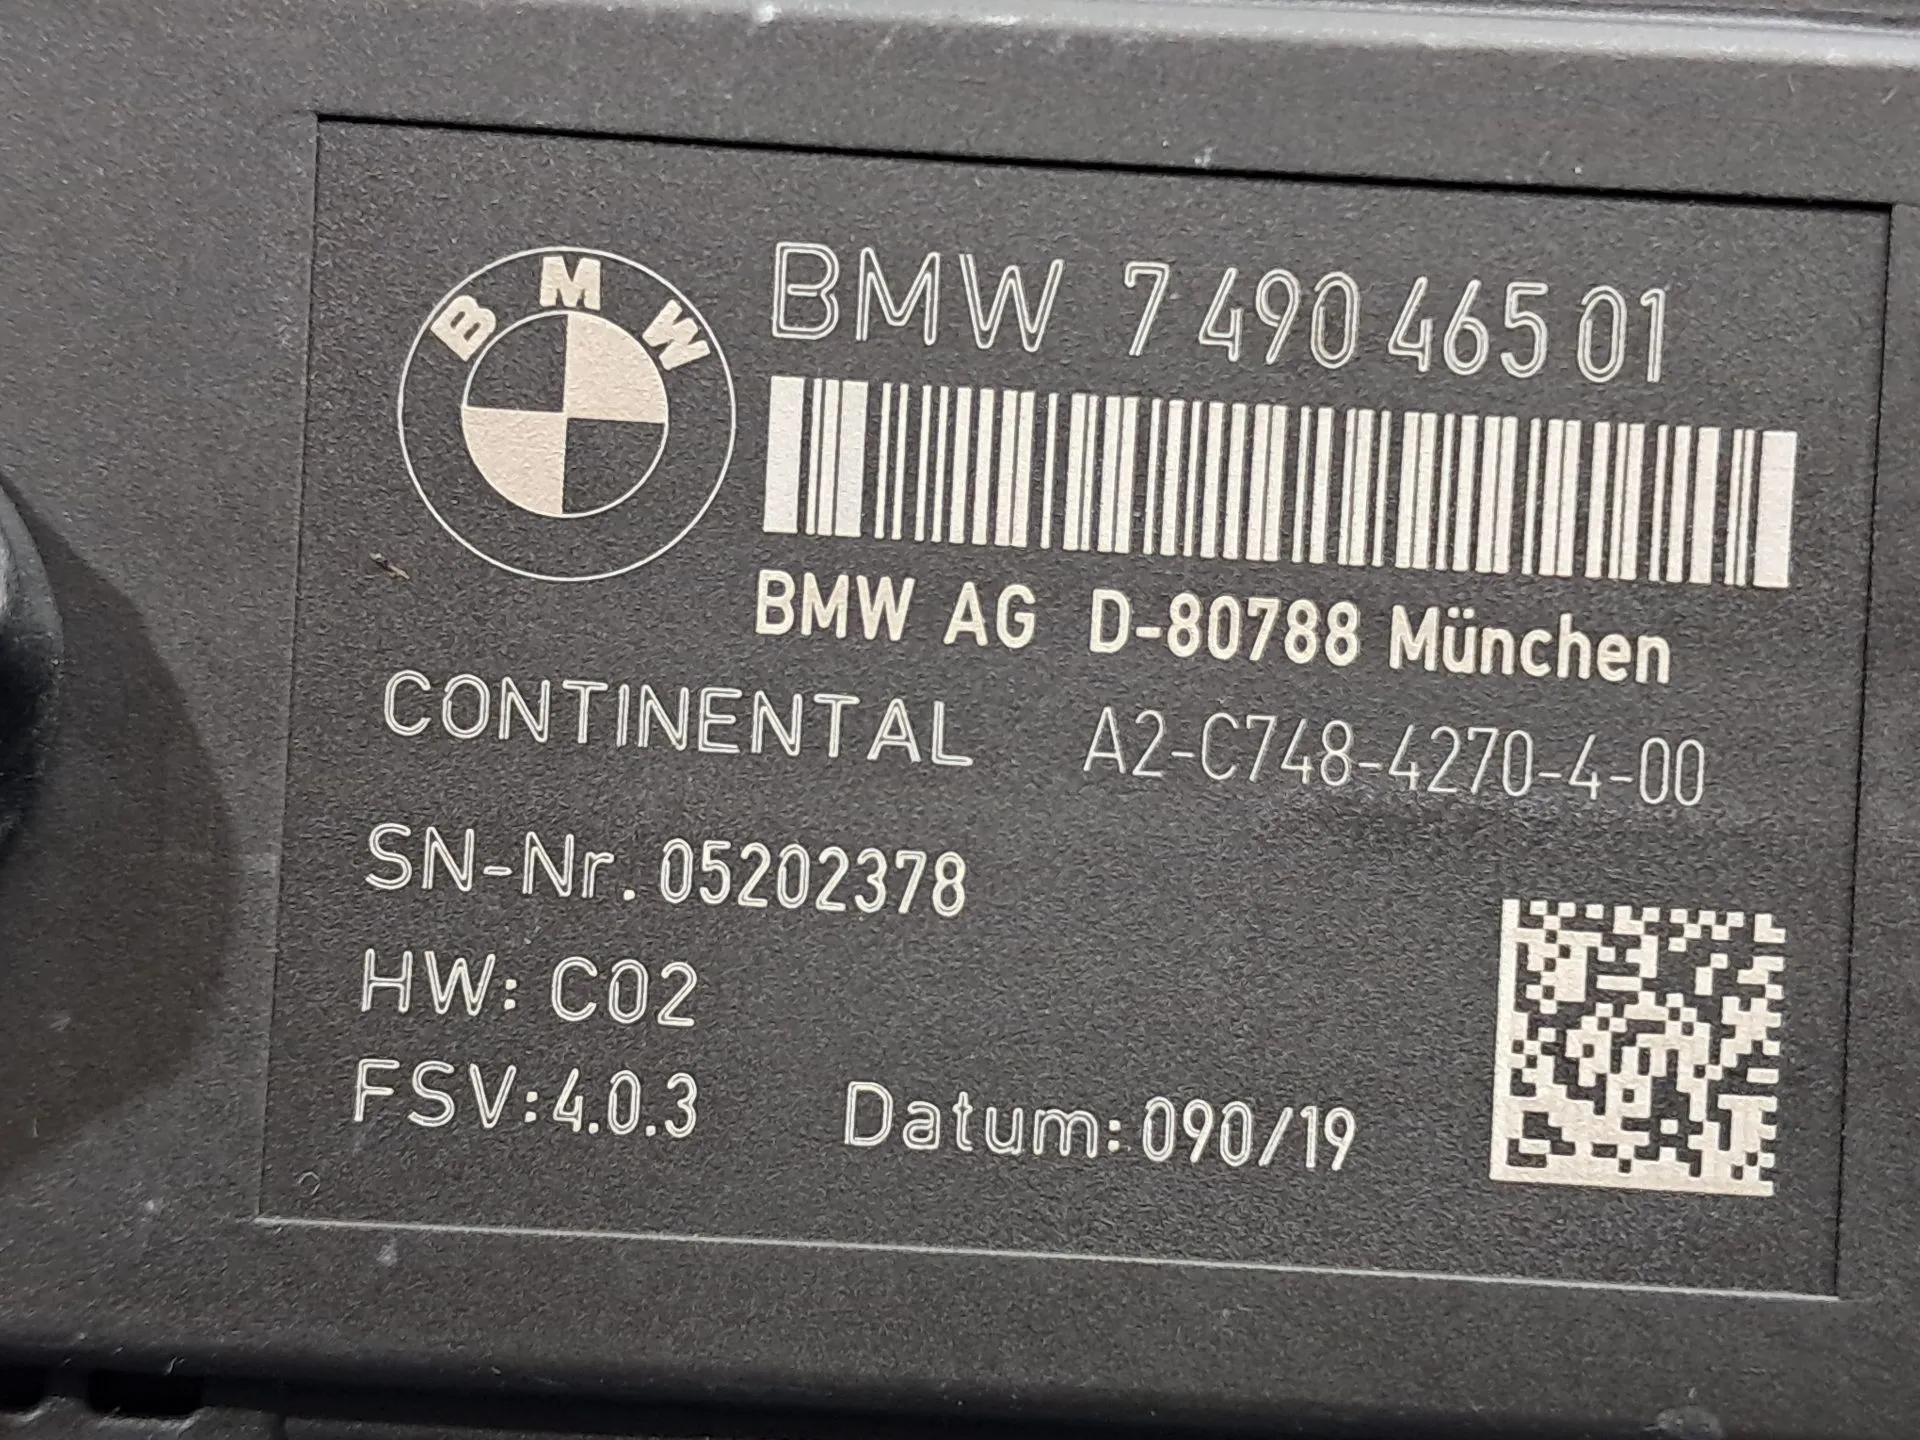 BMW
BMW 7 490 465 01
BMW AG D-80788 München
CONTINENTAL A2-C748-4270-4-00
SN-Nr. 05202378
HW: C02
FSV:4.0.3 Datum: 090/19